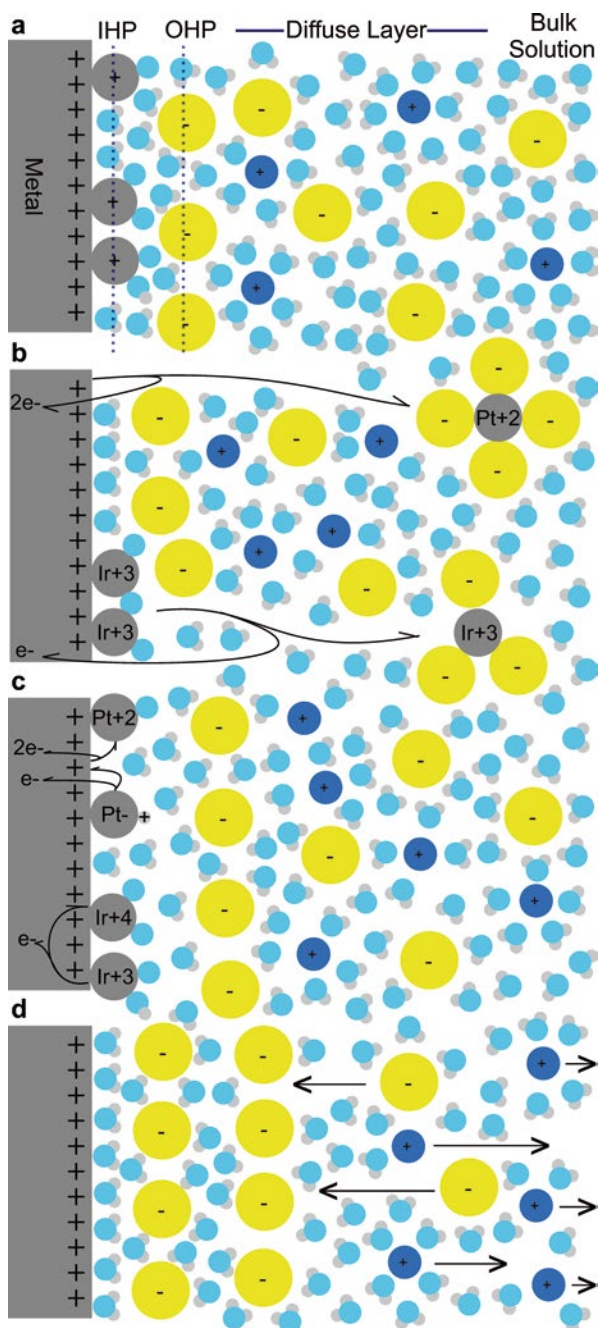 a
IHP OHP Diffuse Layer Bulk
Solution
Metal
+ + + + + + + + + + +
+
+
+
- - - - - - - -
+ + + +
b
2e-
+ + + + + + + + + + +
Pt+2
- - - -
- - - - -
+ + + +
Ir+3
Ir+3
Ir+3
- - -
e-
c
Pt+2
2e-
e-
Pt- +
Ir+4
e-
Ir+3
+ + + + + + + + + + +
- - - - - - - -
+ + + + +
d
+ + + + + + + + + + +
- - - - - - - - - -
+ + + + +